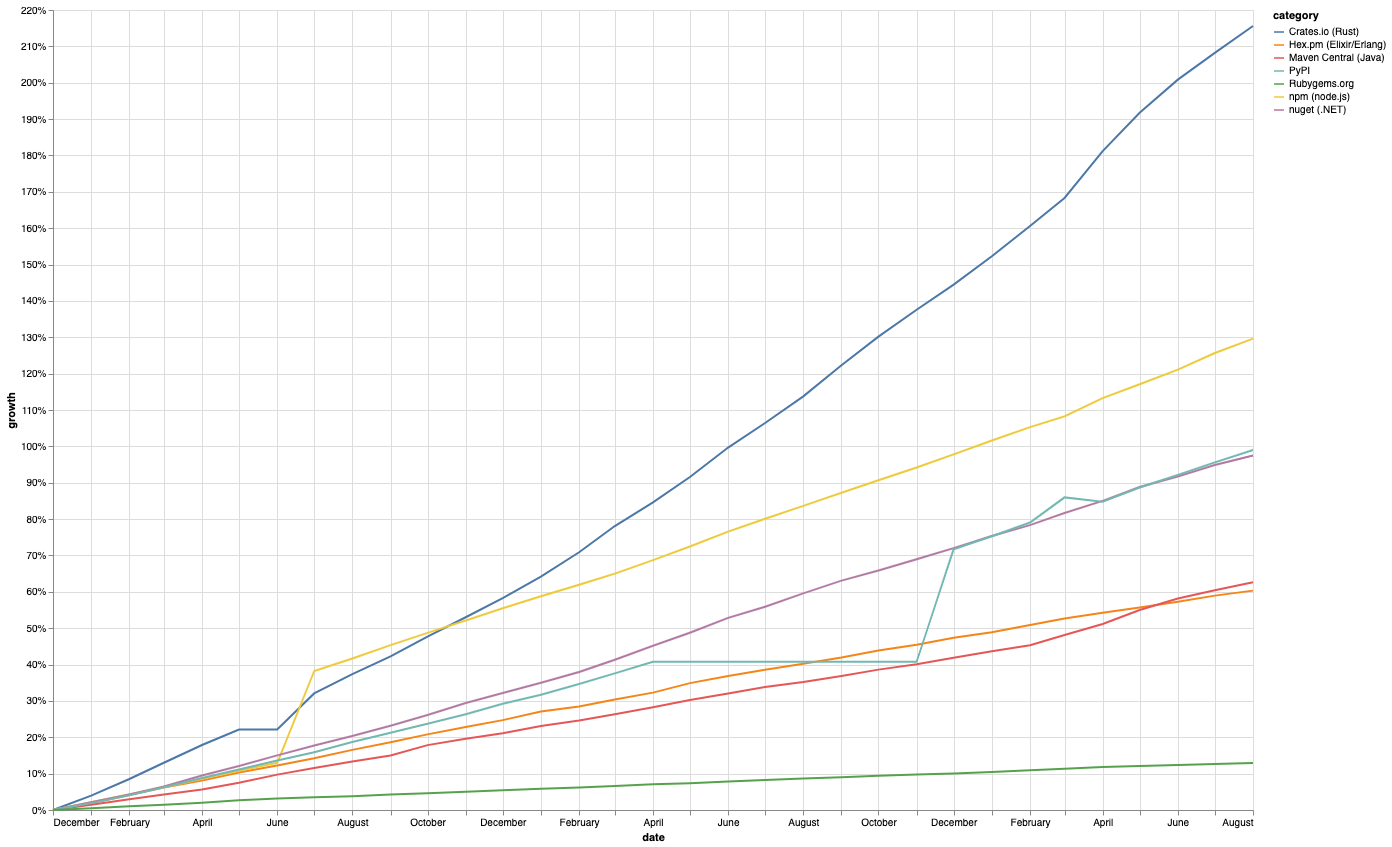 220%
210%
200%
190%
180%
170%
160%
150%
140%
130%
120%
110%
100%
90%
80%
70%
60%
50%
40%
30%
20%
10%
0%
growth
December February April June August October December February April June August October December February April June August
date
category
Crates.io (Rust)
Hex.pm (Elixir/Erlang)
Maven Central (Java)
PyPI
Rubygems.org
npm (node.js)
nuget (.NET)